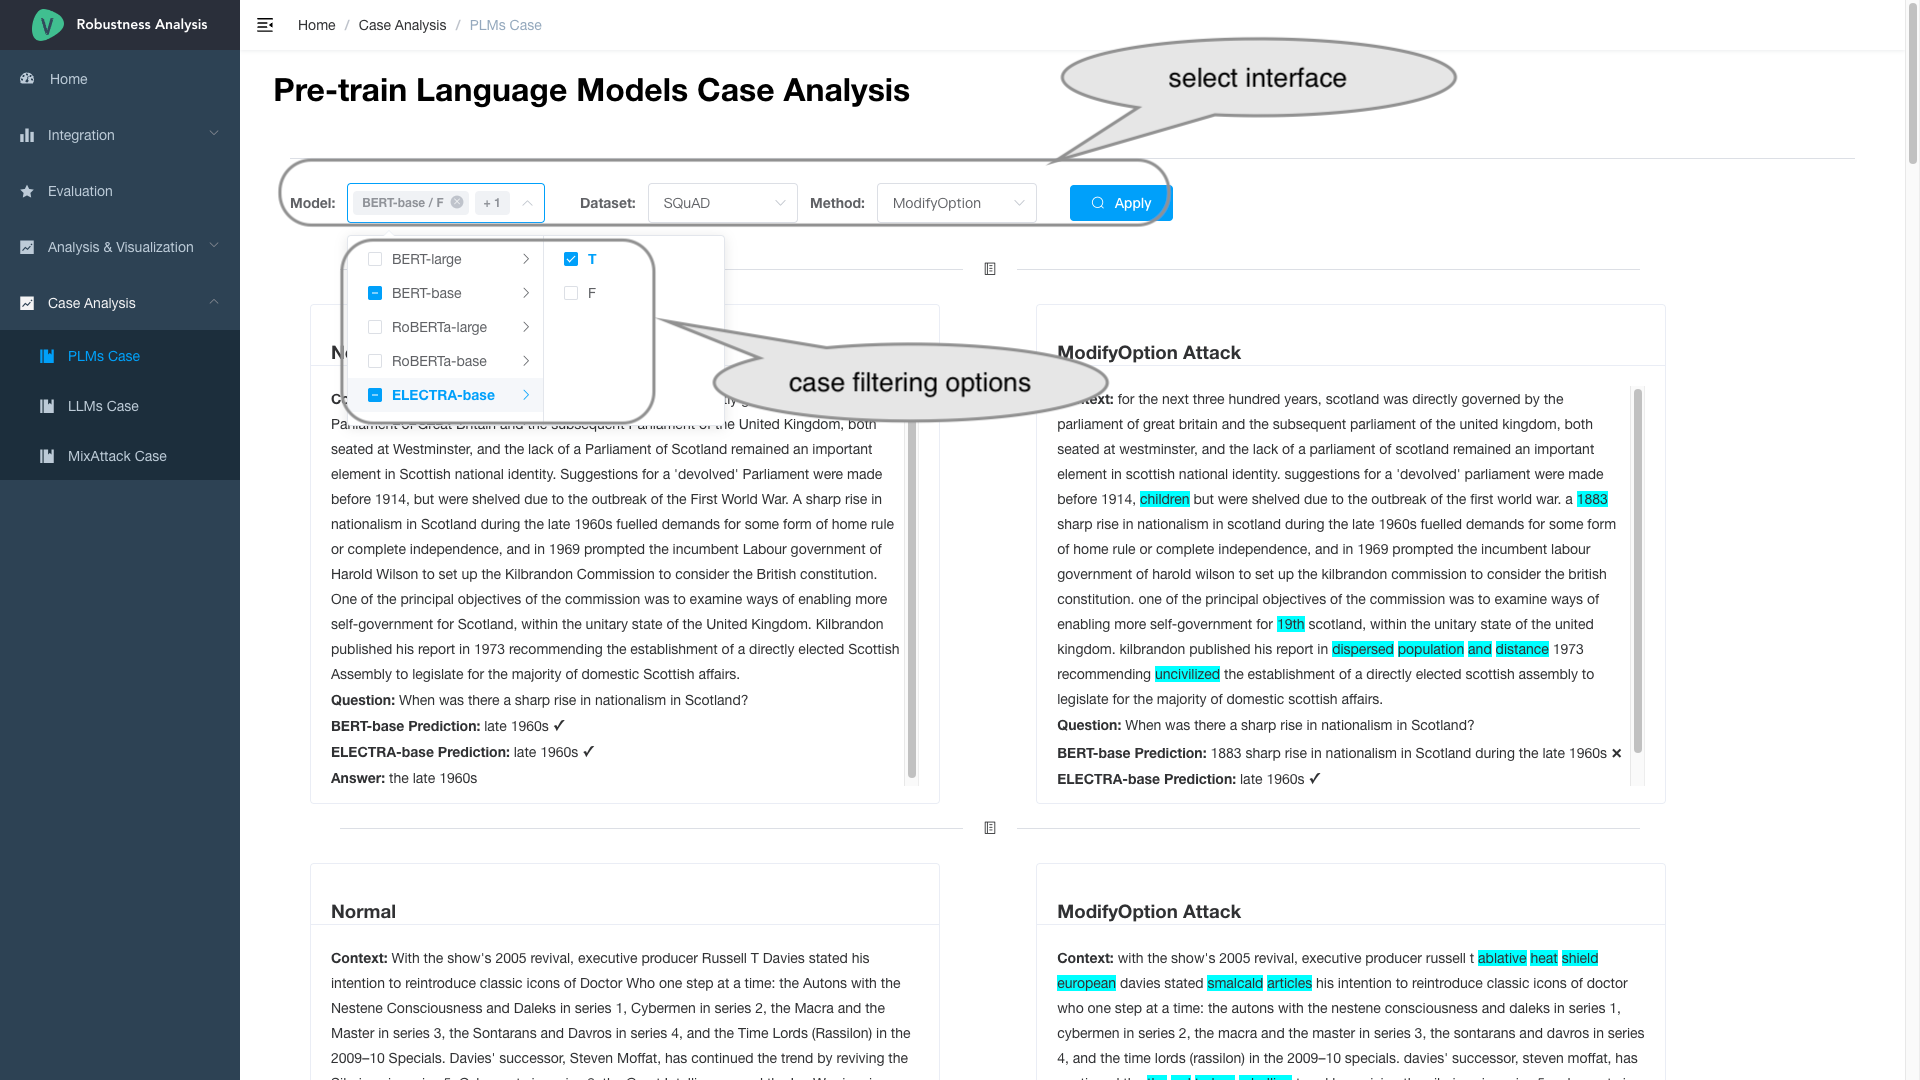 Robustness Analysis
Home / Case Analysis / PLMs Case
Home
Integration
Evaluation
Analysis & Visualization
Case Analysis
PLMs Case
LLMs Case
MixAttack Case
Pre-train Language Models Case Analysis
select interface
Model: BERT-base / F + 1 Dataset: SQuAD Method: ModifyOption Apply
BERT-large
BERT-base
RoBERTa-large
RoBERTa-base
ELECTRA-base
T
F
case filtering options
the United Kingdom, both
seated at Westminster, and the lack of a Parliament of Scotland remained an important
element in Scottish national identity. Suggestions for a 'devolved' Parliament were made
before 1914, but were shelved due to the outbreak of the First World War. A sharp rise in
nationalism in Scotland during the late 1960s fuelled demands for some form of home rule
or complete independence, and in 1969 prompted the incumbent Labour government of
Harold Wilson to set up the Kilbrandon Commission to consider the British constitution.
One of the principal objectives of the commission was to examine ways of enabling more
self-government for Scotland, within the unitary state of the United Kingdom. Kilbrandon
published his report in 1973 recommending the establishment of a directly elected Scottish
Assembly to legislate for the majority of domestic Scottish affairs.
Question: When was there a sharp rise in nationalism in Scotland?
BERT-base Prediction: late 1960s ✓
ELECTRA-base Prediction: late 1960s ✓
Answer: the late 1960s
ModifyOption Attack
for the next three hundred years, scotland was directly governed by the
parliament of great britain and the subsequent parliament of the united kingdom, both
seated at westminster, and the lack of a parliament of scotland remained an important
element in scottish national identity. suggestions for a 'devolved' parliament were made
before 1914, children but were shelved due to the outbreak of the first world war. a 1883
sharp rise in nationalism in scotland during the late 1960s fuelled demands for some form
of home rule or complete independence, and in 1969 prompted the incumbent labour
government of harold wilson to set up the kilbrandon commission to consider the british
constitution. one of the principal objectives of the commission was to examine ways of
enabling more self-government for 19th scotland, within the unitary state of the united
kingdom. kilbrandon published his report in dispersed population and distance 1973
recommending uncivilized the establishment of a directly elected scottish assembly to
legislate for the majority of domestic scottish affairs.
Question: When was there a sharp rise in nationalism in Scotland?
BERT-base Prediction: 1883 sharp rise in nationalism in Scotland during the late 1960s ×
ELECTRA-base Prediction: late 1960s ✓
Normal
Context: With the show's 2005 revival, executive producer Russell T Davies stated his
intention to reintroduce classic icons of Doctor Who one step at a time: the Autons with the
Nestene Consciousness and Daleks in series 1, Cybermen in series 2, the Macra and the
Master in series 3, the Sontarans and Davros in series 4, and the Time Lords (Rassilon) in the
2009–10 Specials. Davies' successor, Steven Moffat, has continued the trend by reviving the
ModifyOption Attack
Context: with the show's 2005 revival, executive producer russell t ablative heat shield
european davies stated smalcald articles his intention to reintroduce classic icons of doctor
who one step at a time: the autons with the nestene consciousness and daleks in series 1,
cybermen in series 2, the macra and the master in series 3, the sontarans and davros in series
4, and the time lords (rassilon) in the 2009–10 specials. davies' successor, steven moffat, has